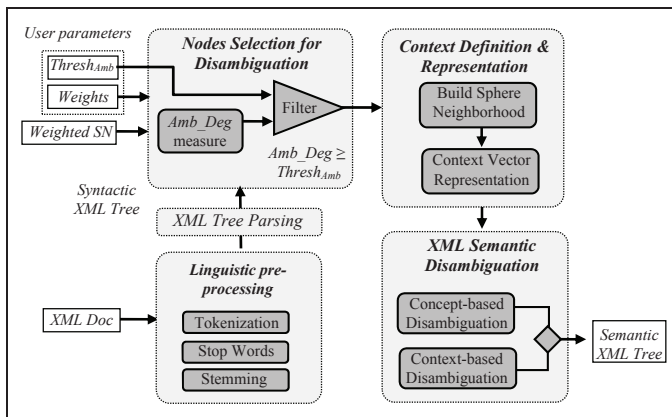 User parameters
Thresh_Amb
Weights
Weighted SN
Nodes Selection for
Disambiguation
Amb_Deg
measure
Filter
Amb_Deg ≥
Thresh_Amb
Syntactic
XML Tree
XML Tree Parsing
Linguistic pre-
processing
XML Doc
Tokenization
Stop Words
Stemming
Context Definition &
Representation
Build Sphere
Neighborhood
Context Vector
Representation
XML Semantic
Disambiguation
Concept-based
Disambiguation
Context-based
Disambiguation
Semantic
XML Tree